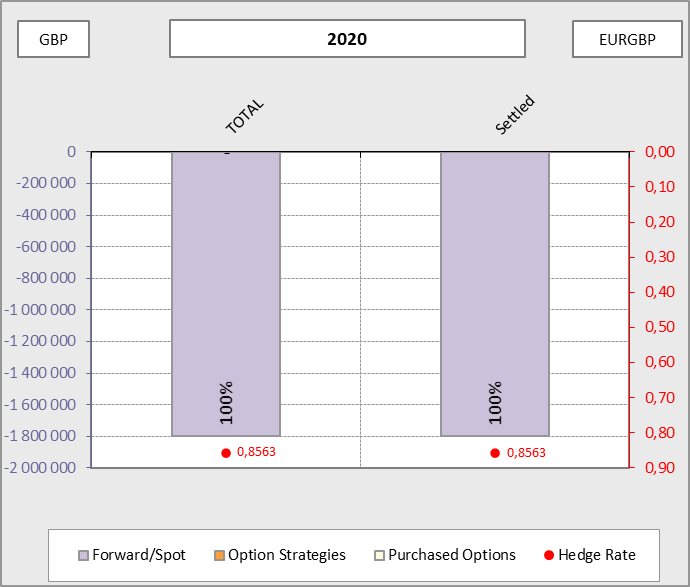 GBP
2020
EURGBP
TOTAL
Settled
0
-200 000
-400 000
-600 000
-800 000
-1 000 000
-1 200 000
-1 400 000
-1 600 000
-1 800 000
-2 000 000
100%
100%
0,8563
0,8563
0,00
0,10
0,20
0,30
0,40
0,50
0,60
0,70
0,80
0,90
Forward/Spot
Option Strategies
Purchased Options
Hedge Rate